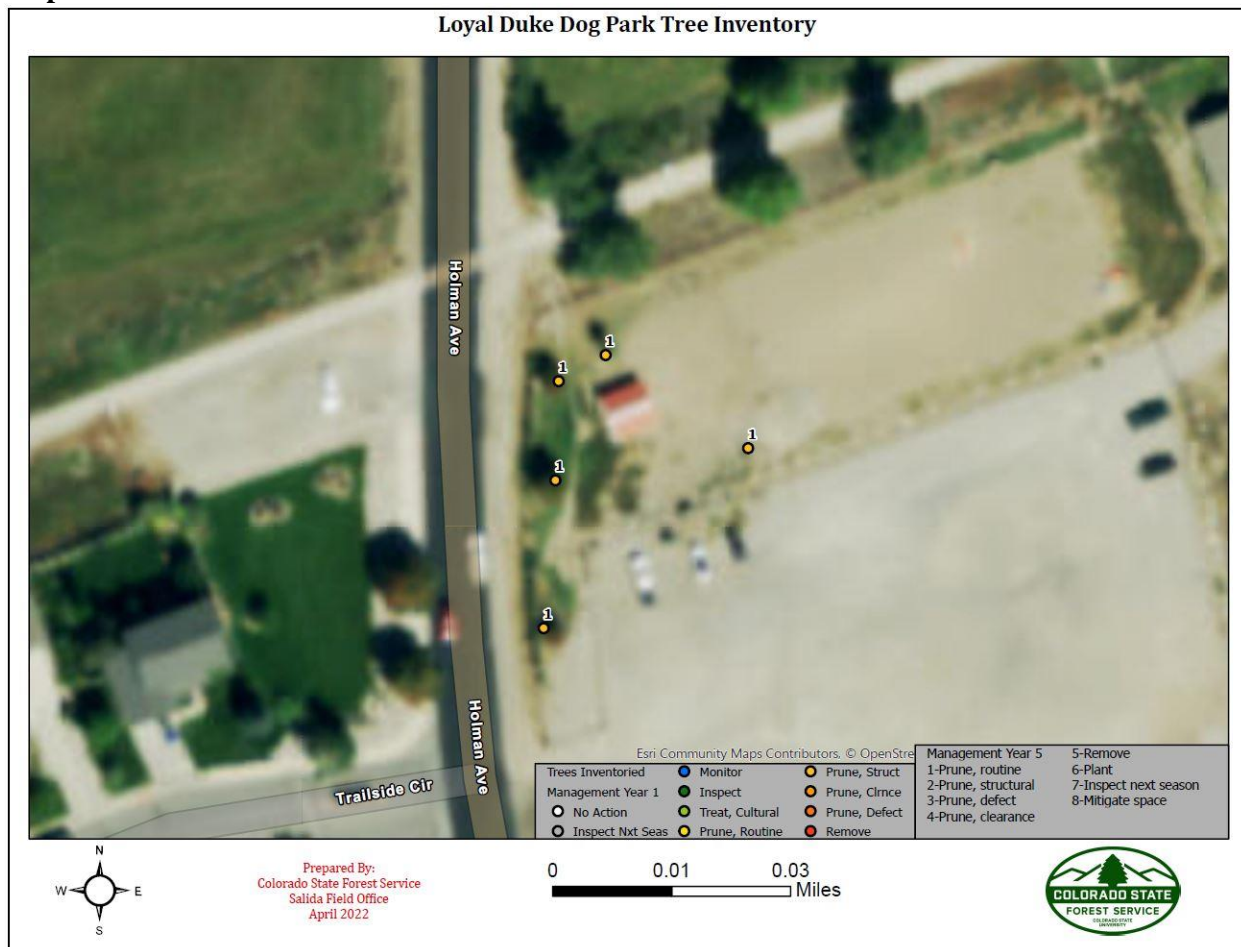 Loyal Duke Dog Park Tree Inventory
Holman Ave
1
1
1
1
1
Holman Ave
Trailside Cir
Esri Community Maps Contributors, © OpenStre
Trees Inventoried
Management Year 1
No Action
Inspect Nxt Seas
Monitor
Inspect
Treat, Cultural
Prune, Routine
Prune, Struct
Prune, Clrnce
Prune, Defect
Remove
Management Year 5
1-Prune, routine
2-Prune, structural
3-Prune, defect
4-Prune, clearance
5-Remove
6-Plant
7-Inspect next season
8-Mitigate space
N
W E
S
Prepared By:
Colorado State Forest Service
Salida Field Office
April 2022
0 0.01 0.03
Miles
COLORADO STATE
FOREST SERVICE
COLORADO STATE
UNIVERSITY